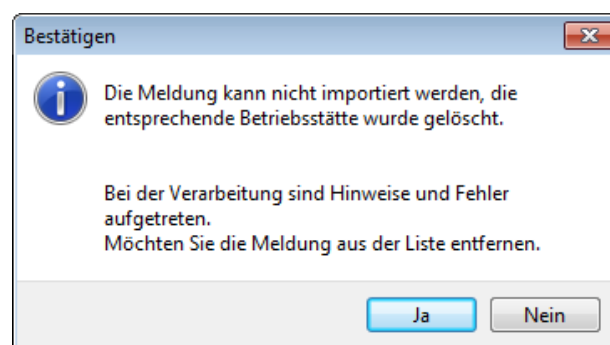 Bestätigen
Die Meldung kann nicht importiert werden, die
entsprechende Betriebsstätte wurde gelöscht.
Bei der Verarbeitung sind Hinweise und Fehler
aufgetreten.
Möchten Sie die Meldung aus der Liste entfernen.
Ja
Nein